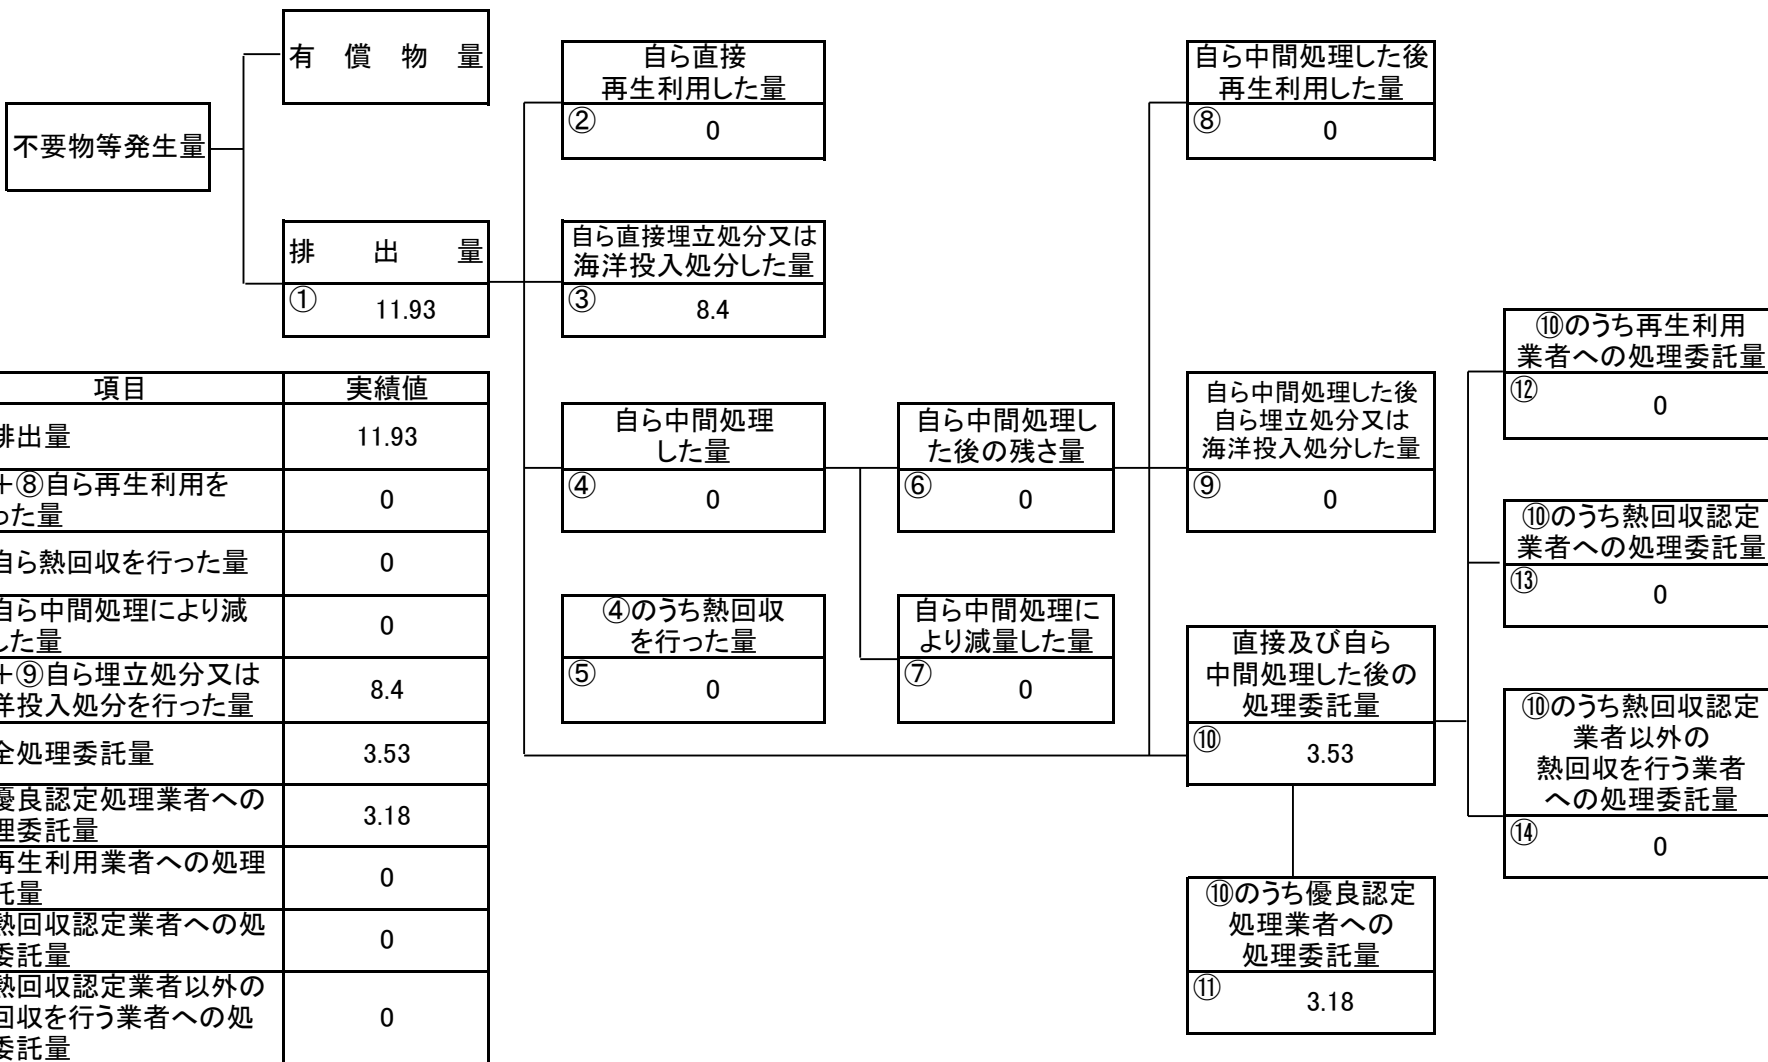 有償物量
不要物等発生量
排出量
① 11.93
自ら直接
再生利用した量
② 0
自ら直接埋立処分又は
海洋投入処分した量
③ 8.4
自ら中間処理
した量
④ 0
④のうち熱回収
を行った量
⑤ 0
自ら中間処理し
た後の残さ量
⑥ 0
自ら中間処理に
より減量した量
⑦ 0
自ら中間処理した後
再生利用した量
⑧ 0
自ら中間処理した後
自ら埋立処分又は
海洋投入処分した量
⑨ 0
直接及び自ら
中間処理した後の
処理委託量
⑩ 3.53
⑩のうち優良認定
処理業者への
処理委託量
⑪ 3.18
⑩のうち再生利用
業者への処理委託量
⑫ 0
⑩のうち熱回収認定
業者への処理委託量
⑬ 0
⑩のうち熱回収認定
業者以外の
熱回収を行う業者
への処理委託量
⑭ 0
項目 実績値
排出量 11.93
+⑧自ら再生利用を
った量 0
自ら熱回収を行った量 0
自ら中間処理により減
した量 0
+⑨自ら埋立処分又は
洋投入処分を行った量 8.4
全処理委託量 3.53
優良認定処理業者への
理委託量 3.18
再生利用業者への処理
託量 0
熱回収認定業者への処
委託量 0
熱回収認定業者以外の
回収を行う業者への処
委託量 0